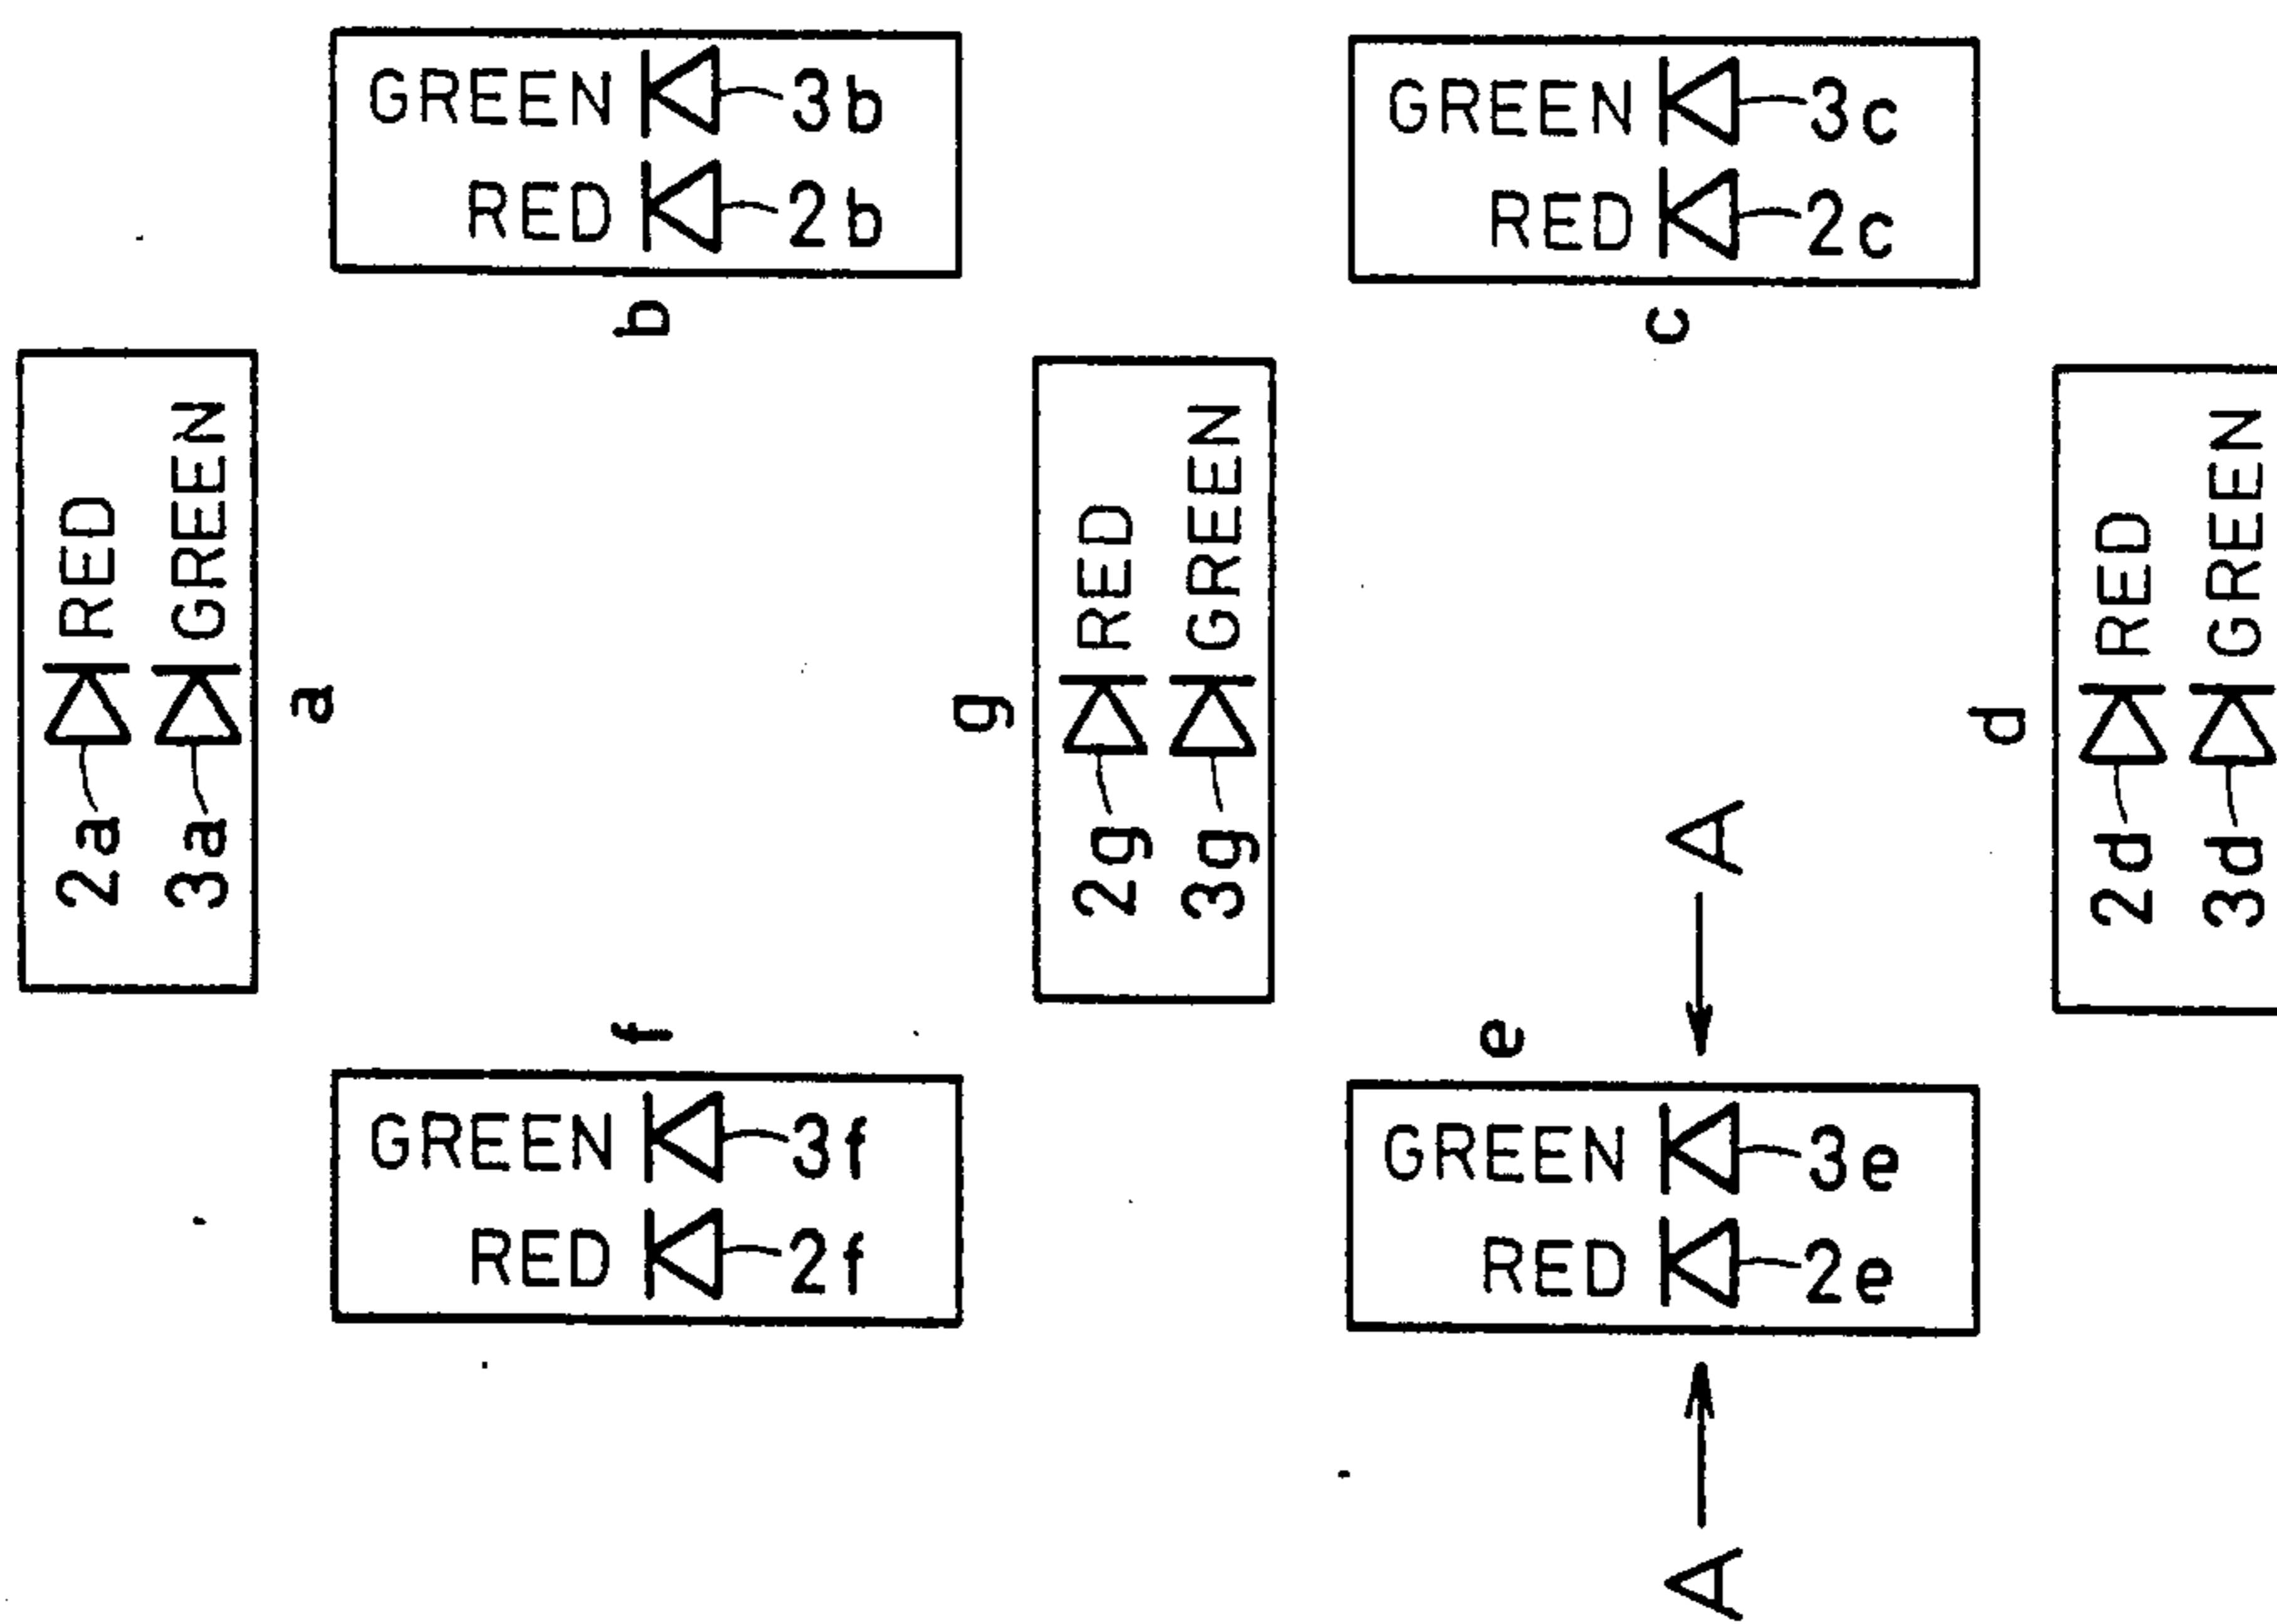 GREEN 3b
RED 2b
b
GREEN 3c
RED 2c
c
2a RED
3a GREEN
a
g
2g RED
3g GREEN
d
2d RED
3d GREEN
f
GREEN 3f
RED 2f
e
GREEN 3e
RED 2e
A
A